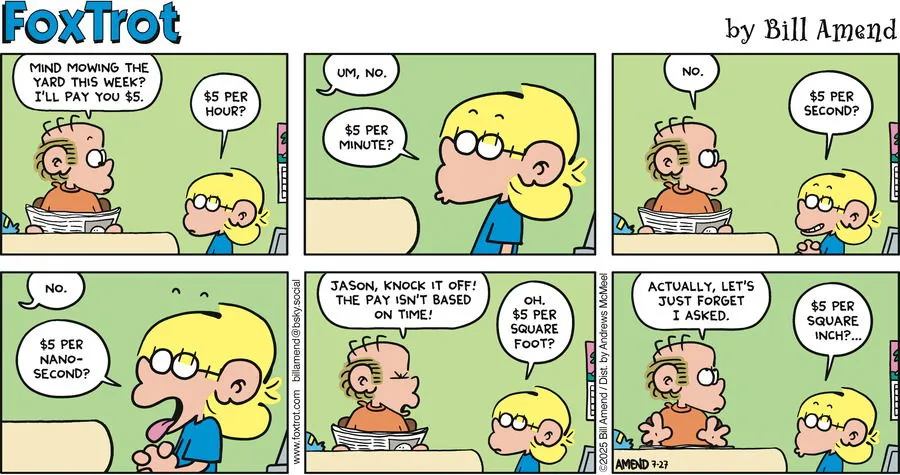 FoxTrot
by Bill Amend
MIND MOWING THE
YARD THIS WEEK?
I'LL PAY YOU $5.
$5 PER
HOUR?
UM, NO.
$5 PER
MINUTE?
NO.
$5 PER
SECOND?
NO.
$5 PER
NANO-
SECOND?
www.foxtrot.com billamend@bsky.social
JASON, KNOCK IT OFF!
THE PAY ISN'T BASED
ON TIME!
OH.
$5 PER
SQUARE
FOOT?
©2025 Bill Amend / Dist. by Andrews McMeel
ACTUALLY, LET'S
JUST FORGET
I ASKED.
$5 PER
SQUARE
INCH?...
AMEND 7-27